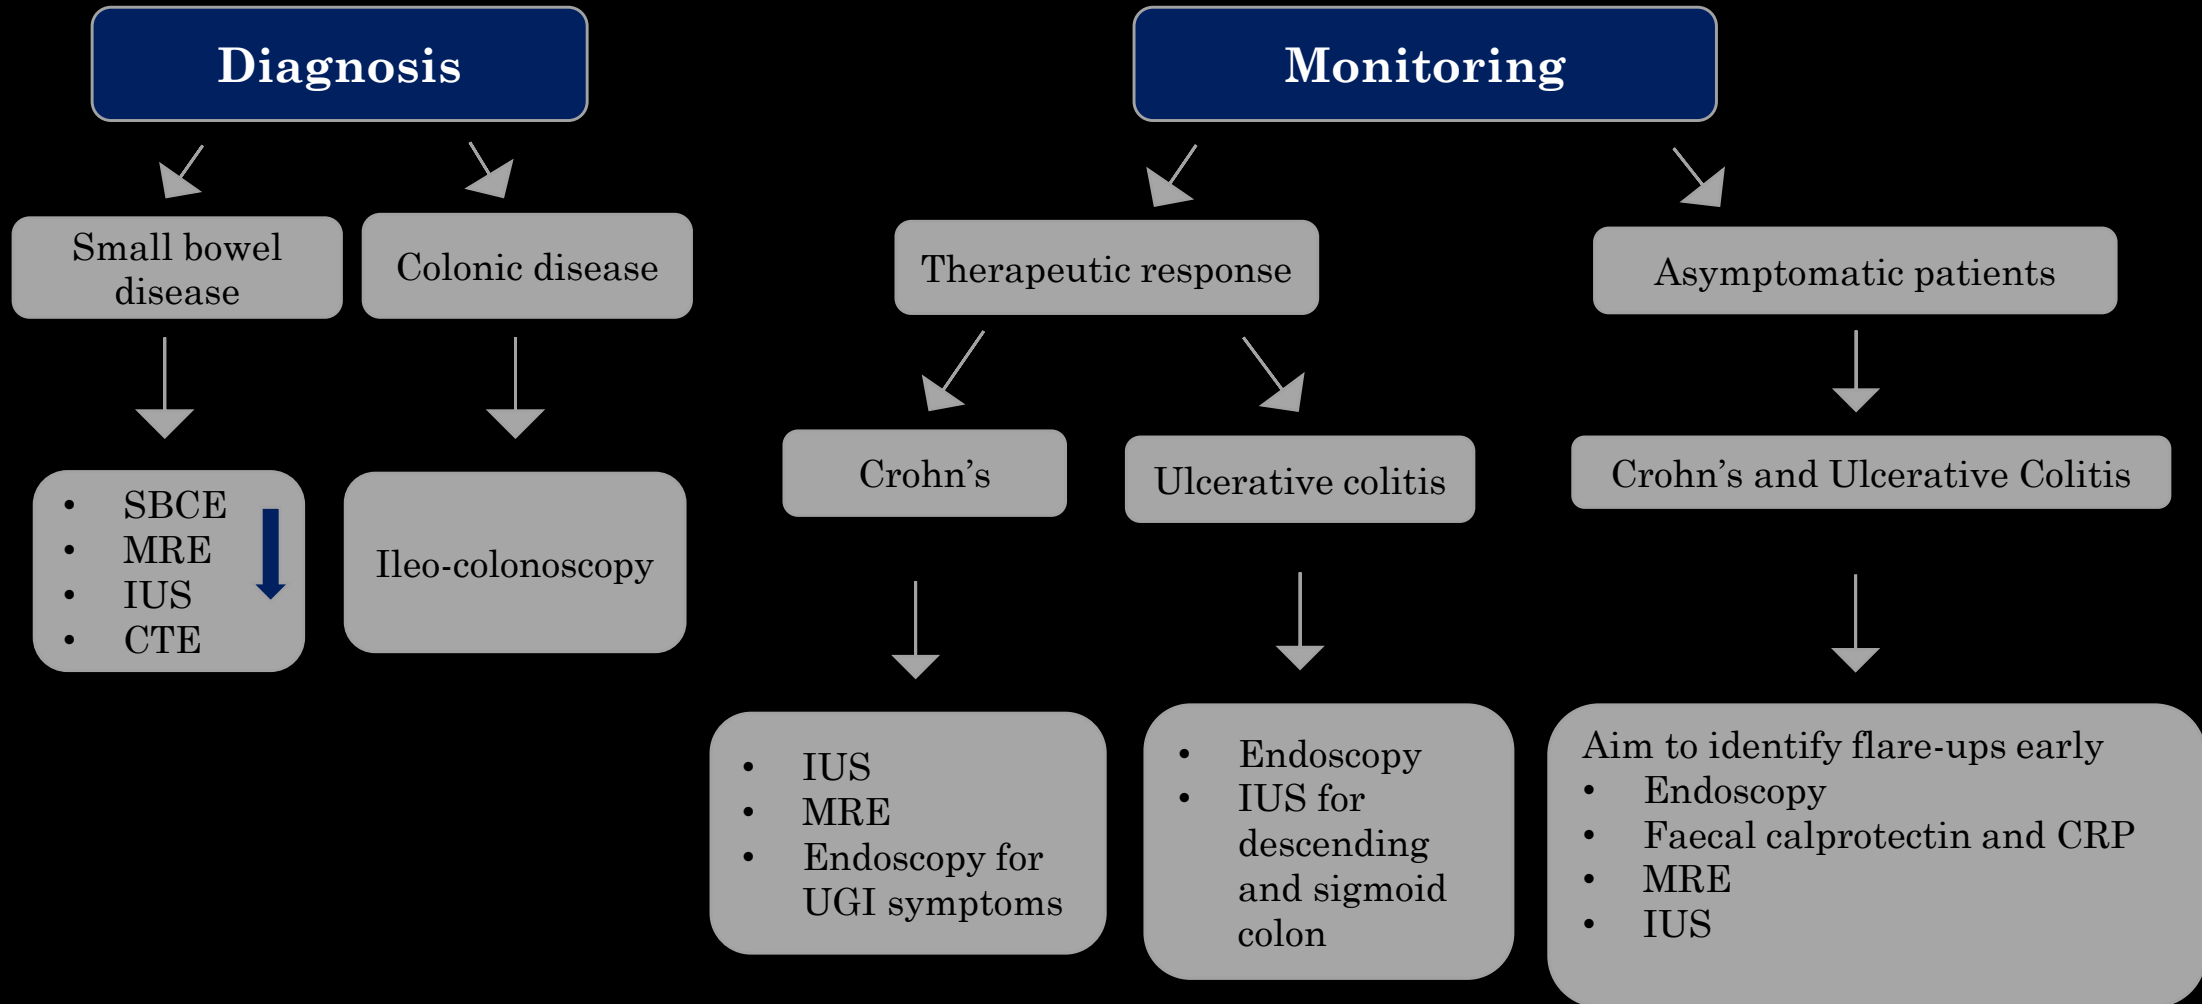 Diagnosis
Small bowel
disease
Colonic disease
• SBCE
• MRE
• IUS
• CTE
Ileo-colonoscopy
Monitoring
Therapeutic response
Asymptomatic patients
Crohn’s
Ulcerative colitis
Crohn’s and Ulcerative Colitis
• IUS
• MRE
• Endoscopy for
UGI symptoms
• Endoscopy
• IUS for
descending
and sigmoid
colon
Aim to identify flare-ups early
• Endoscopy
• Faecal calprotectin and CRP
• MRE
• IUS